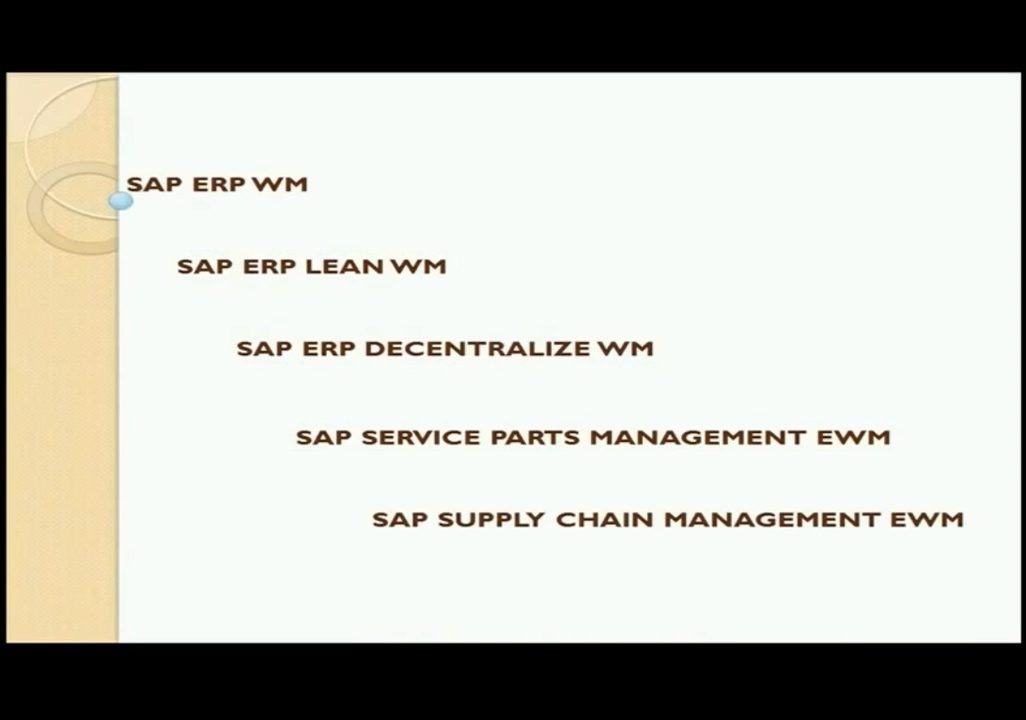 SAP ERP WM
SAP ERP LEAN WM
SAP ERP DECENTRALIZE WM
SAP SERVICE PARTS MANAGEMENT EWM
SAP SUPPLY CHAIN MANAGEMENT EWM